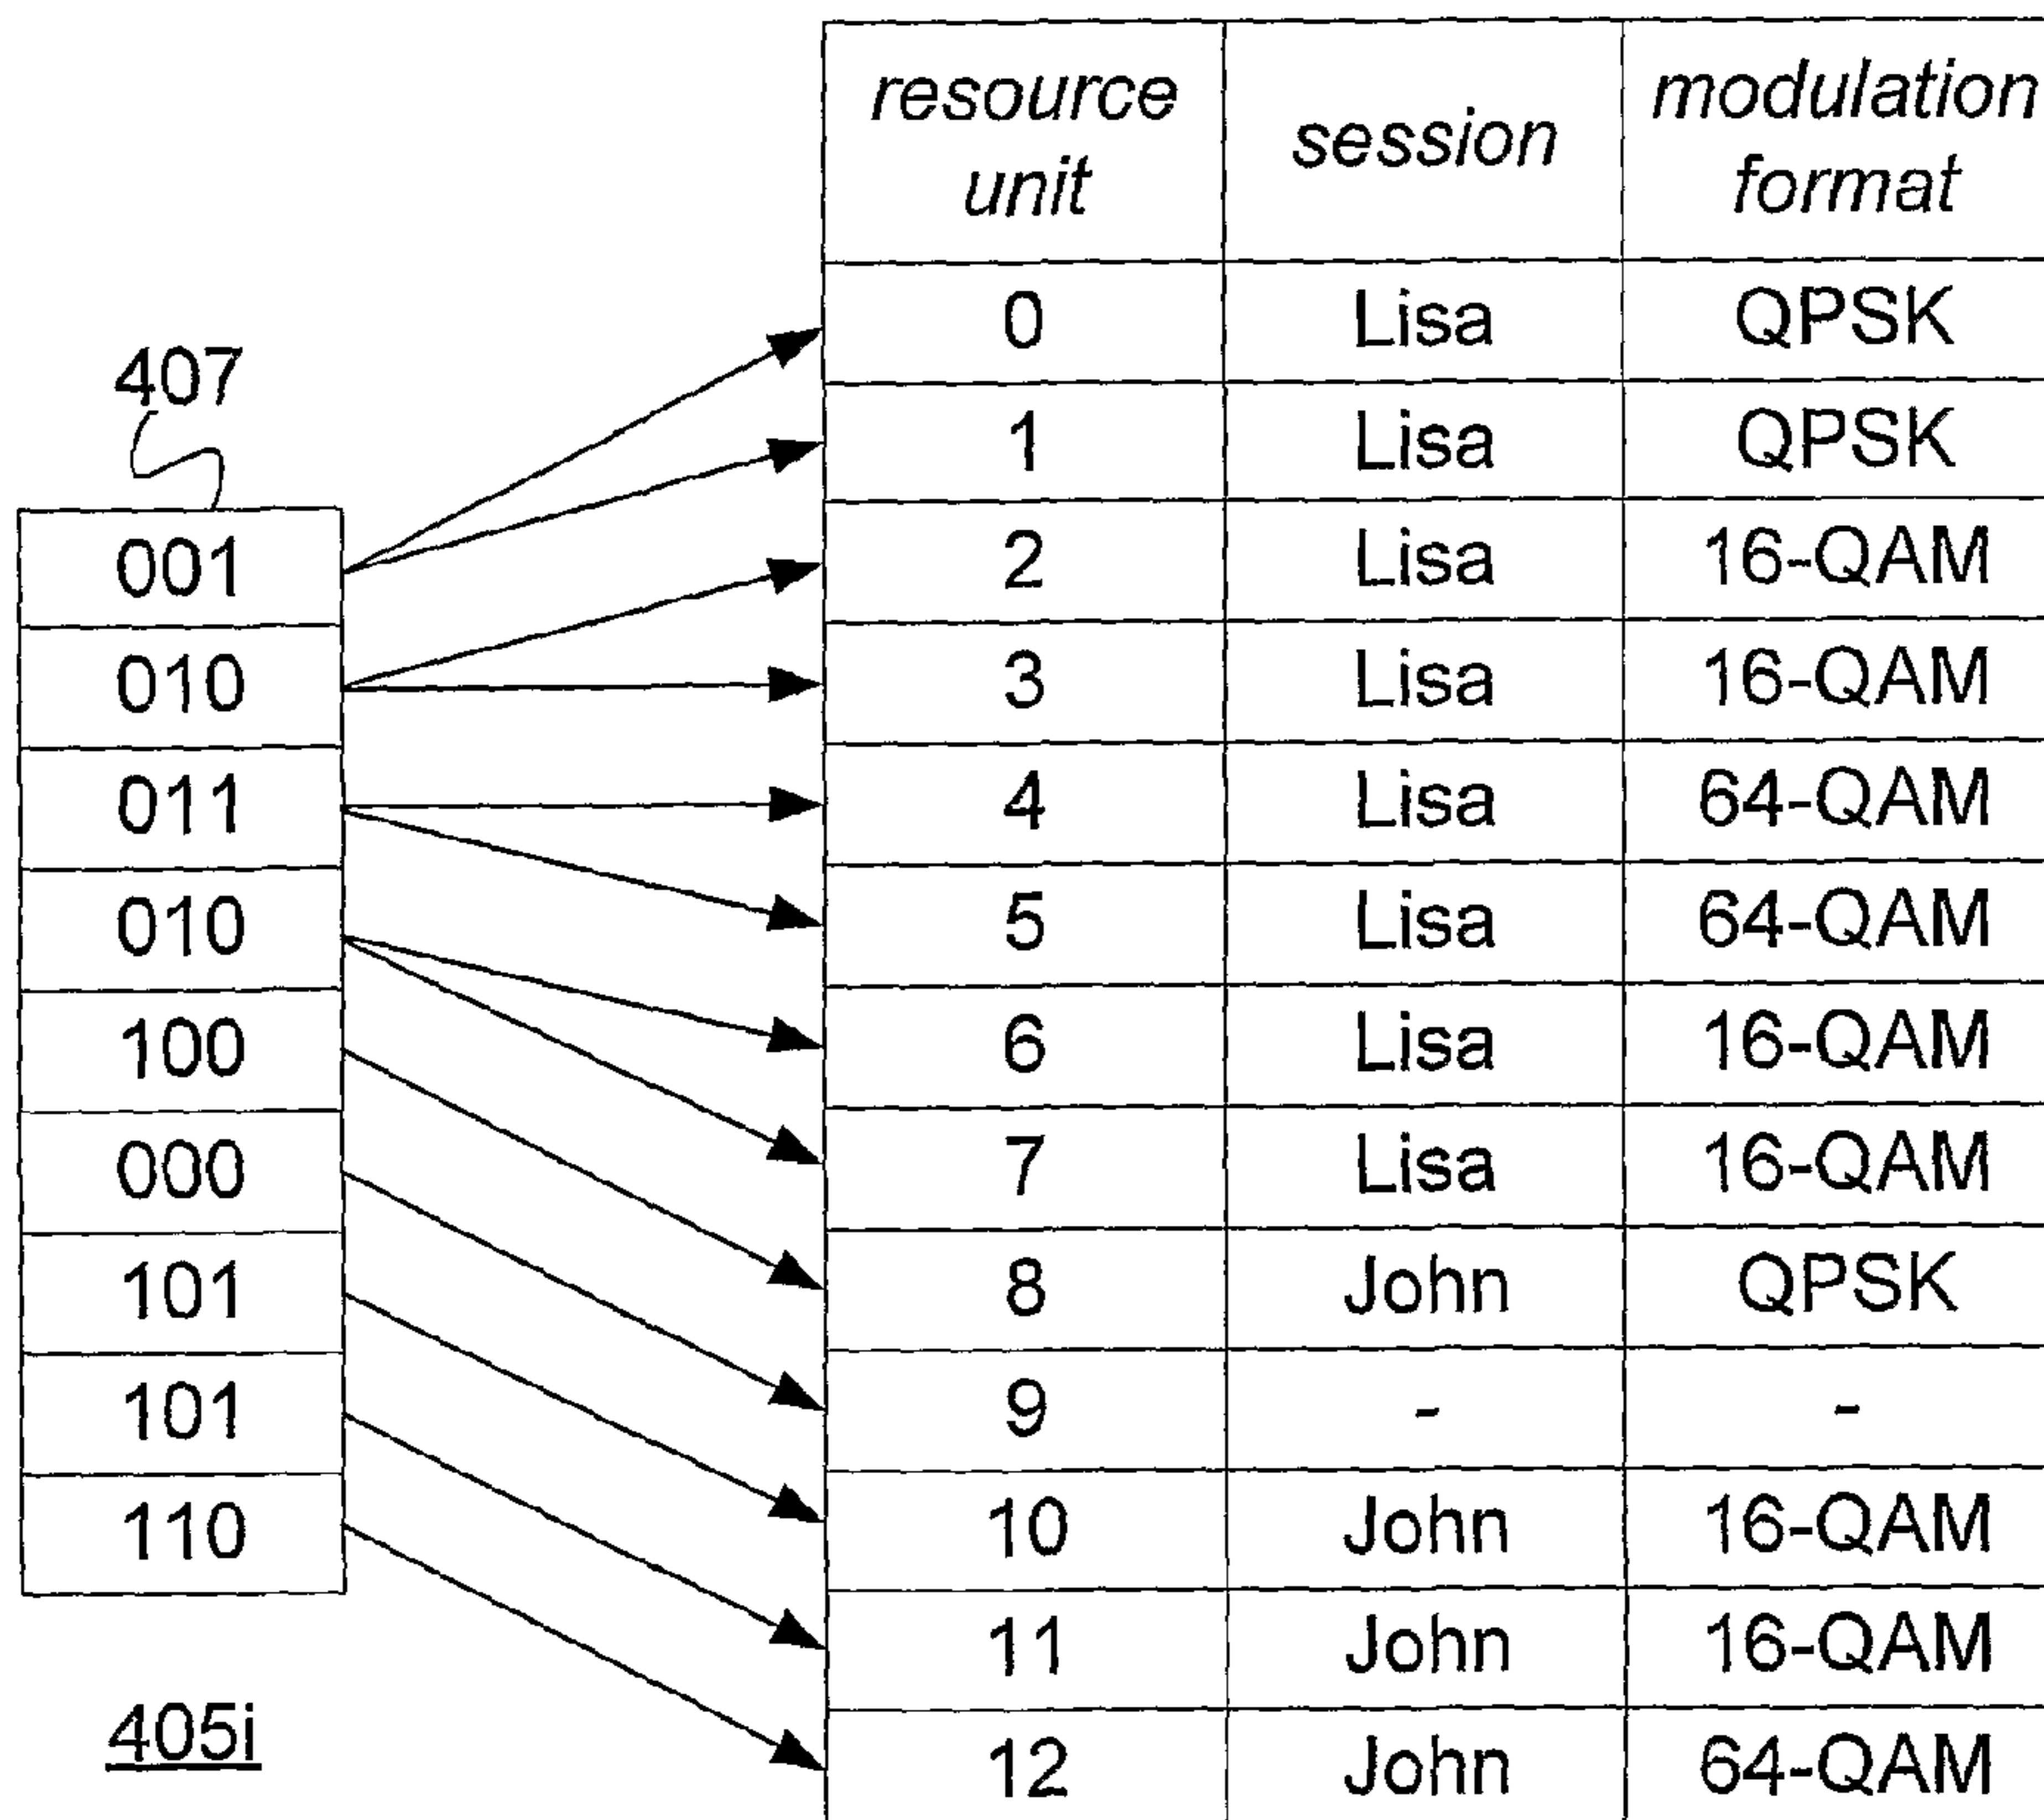 resource unit session modulation format
0 Lisa QPSK
407
1 Lisa QPSK
001
2 Lisa 16-QAM
010
3 Lisa 16-QAM
011
4 Lisa 64-QAM
010
5 Lisa 64-QAM
100
6 Lisa 16-QAM
000
7 Lisa 16-QAM
101
8 John QPSK
101
9 - -
110
10 John 16-QAM
11 John 16-QAM
405i
12 John 64-QAM